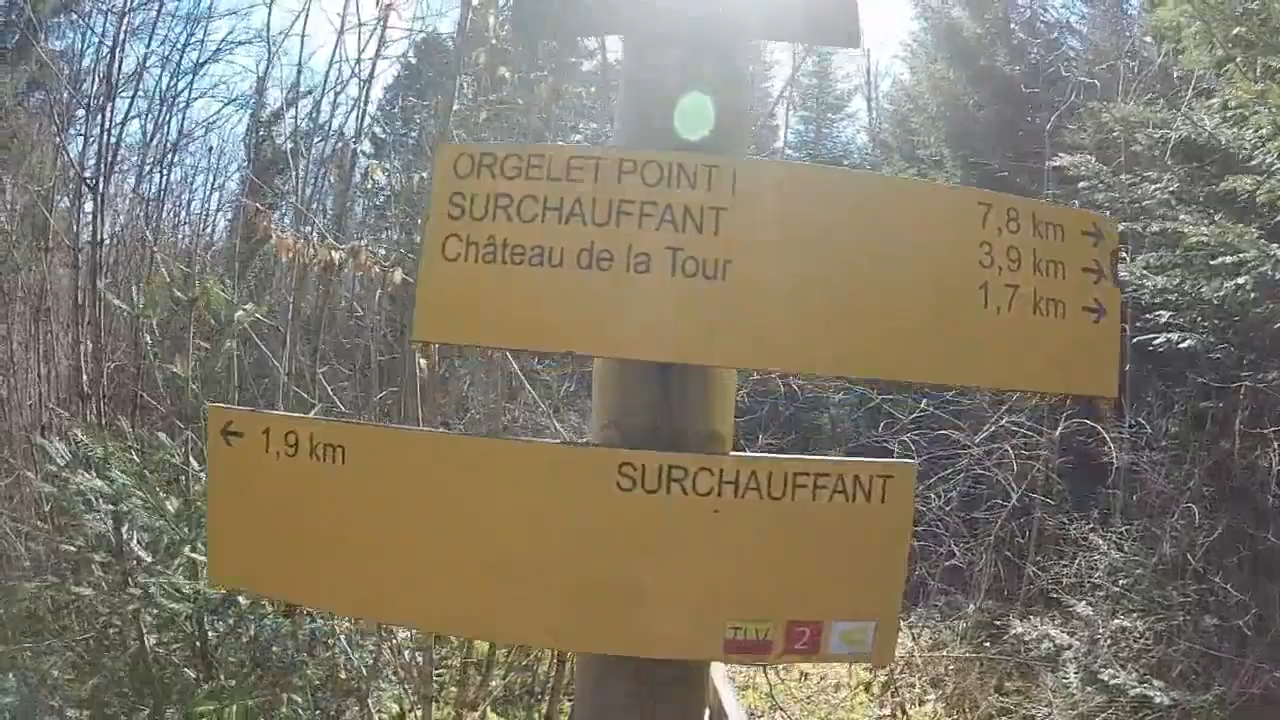 ORGELET POINT I 7,8 km →
SURCHAUFFANT 3,9 km →
Château de la Tour 1,7 km →
← 1,9 km SURCHAUFFANT
2